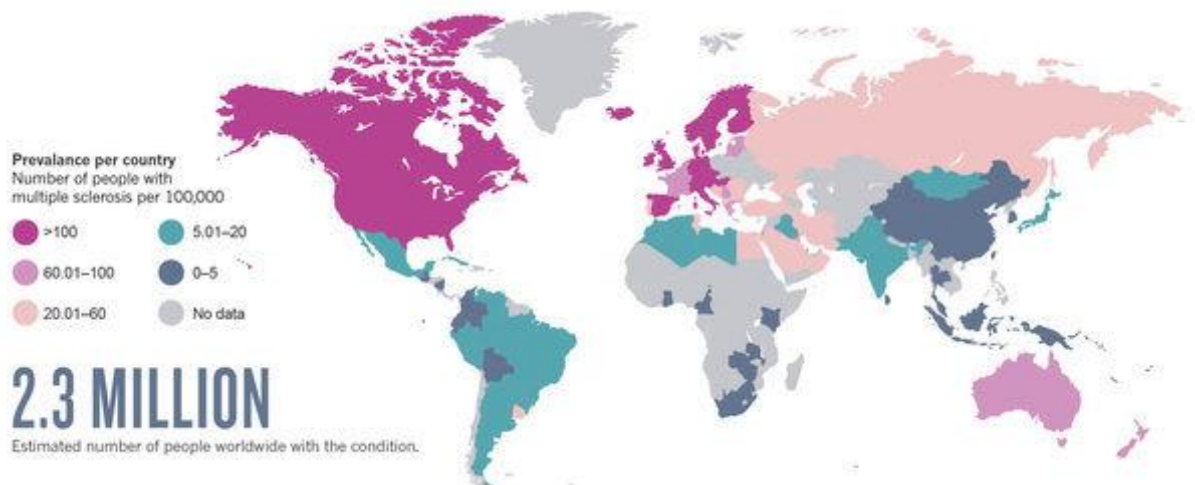 Prevalance per country
Number of people with
multiple sclerosis per 100,000
>100
5.01–20
60.01–100
0–5
20.01–60
No data
2.3 MILLION
Estimated number of people worldwide with the condition.